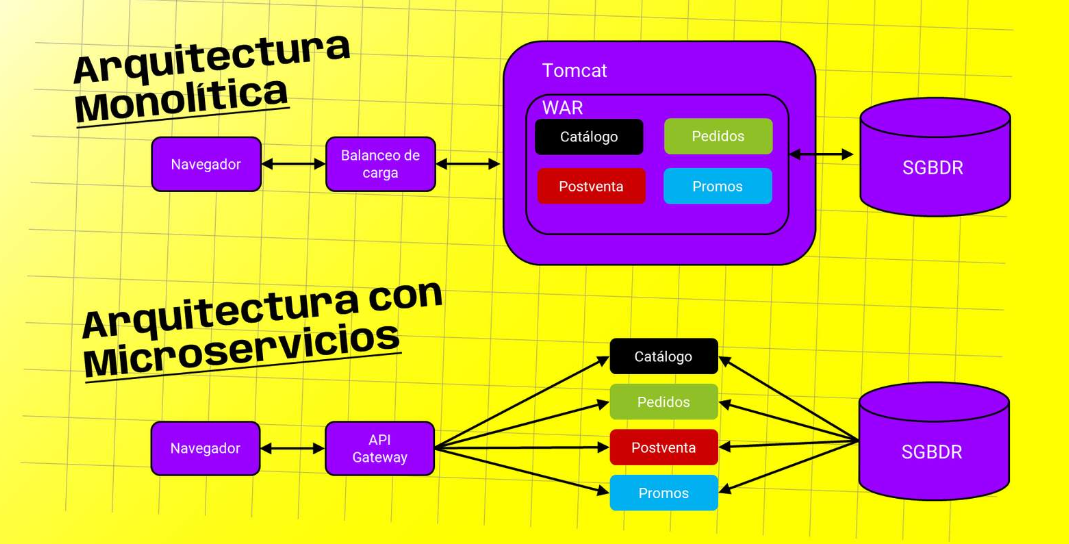 Arquitectura
Monolítica
Navegador
Balanceo de
carga
Tomcat
WAR
Catálogo
Pedidos
Postventa
Promos
SGBDR
Arquitectura con
Microservicios
Navegador
API
Gateway
Catálogo
Pedidos
Postventa
Promos
SGBDR